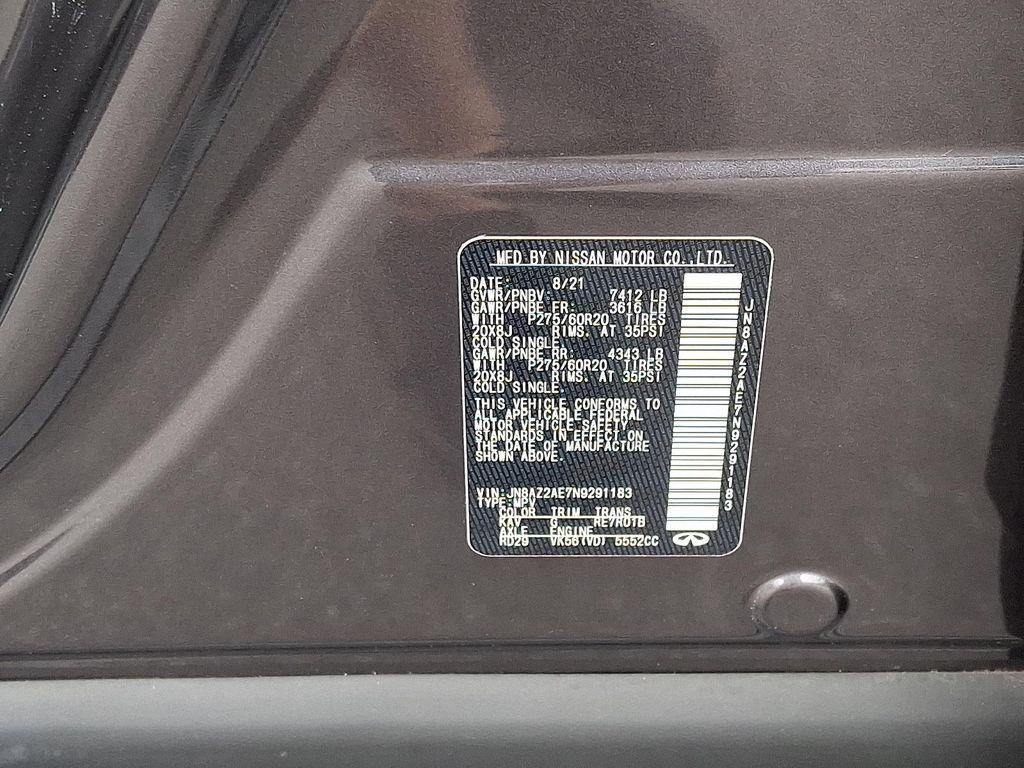 MFD BY NISSAN MOTOR CO.,LTD.
DATE: 8/21
GVWR/PNBV: 7412 LB
GAWR/PNBE FR: 3616 LB
WITH P275/60R20 TIRES
20X8J RIMS. AT 35PSI
COLD SINGLE.
GAWR/PNBE RR: 4343 LB
WITH P275/60R20 TIRES
20X8J RIMS. AT 35PSI
COLD SINGLE.
THIS VEHICLE CONFORMS TO
ALL APPLICABLE FEDERAL
MOTOR VEHICLE SAFETY
STANDARDS IN EFFECT ON
THE DATE OF MANUFACTURE
SHOWN ABOVE.
VIN:JN8AZ2AE7N9291183
TYPE:MPV
COLOR TRIM TRANS
KAV G RE7R01B
AXLE ENGINE
RD29 VK56(VD) 5552CC
JN8AZ2AE7N9291183